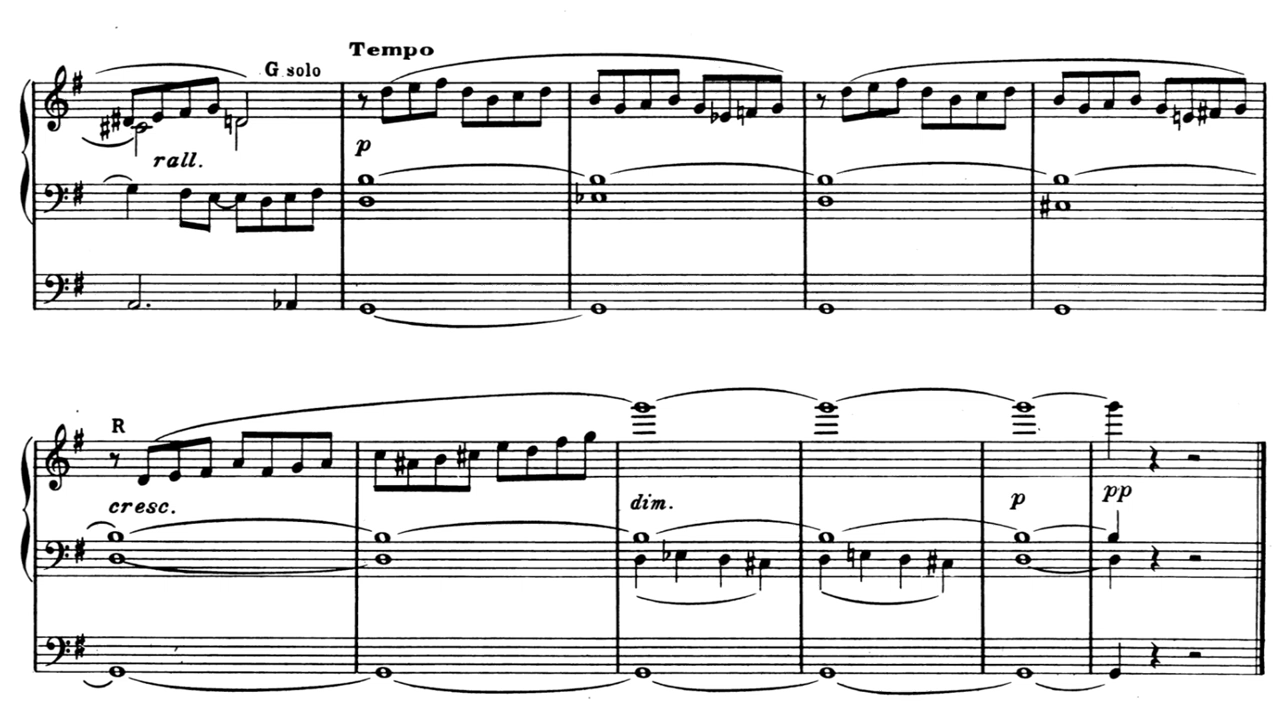 Tempo
G solo
rall.
p
R
cresc.
dim.
p
pp